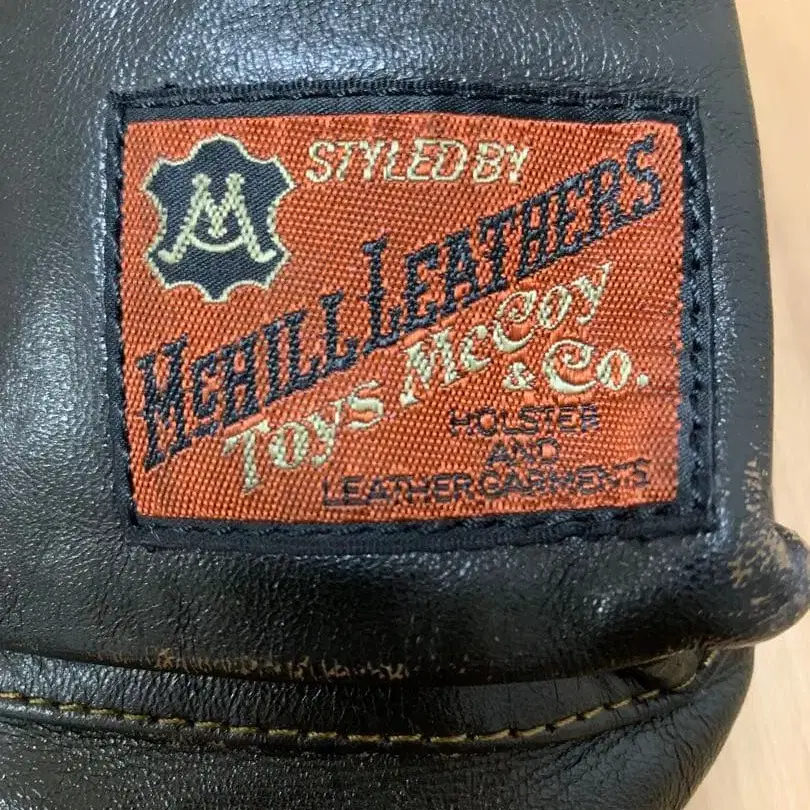 M
STYLED BY
McHILL LEATHERS
Toys McCoy
& Co.
HOLSTER
AND
LEATHER GARMENTS